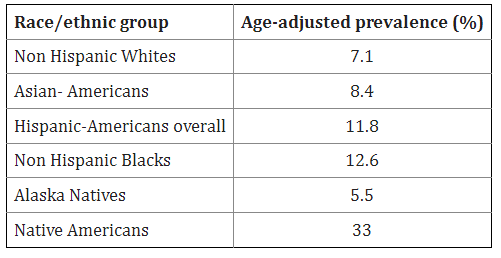 Race/ethnic group Age-adjusted prevalence (%)
Non Hispanic Whites 7.1
Asian- Americans 8.4
Hispanic-Americans overall 11.8
Non Hispanic Blacks 12.6
Alaska Natives 5.5
Native Americans 33